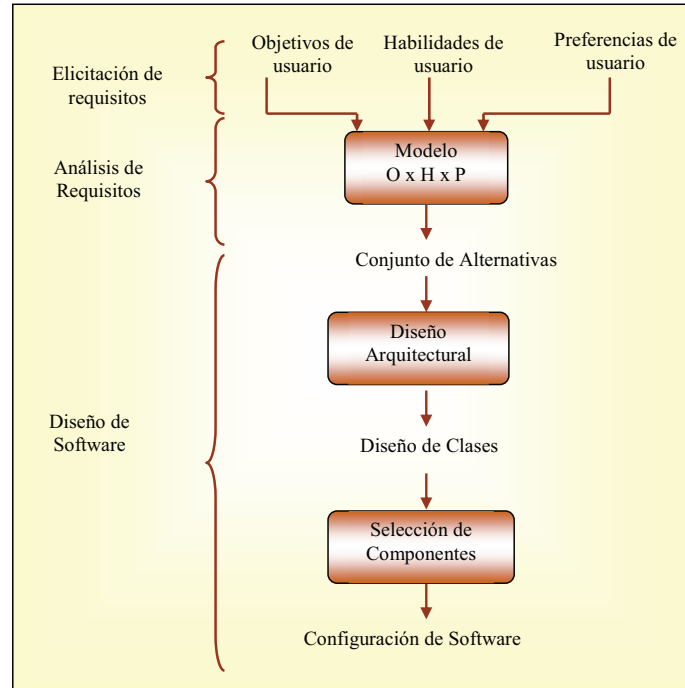 Objetivos de
usuario
Habilidades de
usuario
Preferencias de
usuario
Elicitación de
requisitos
Modelo
O x H x P
Análisis de
Requisitos
Conjunto de Alternativas
Diseño
Arquitectural
Diseño de
Software
Diseño de Clases
Selección de
Componentes
Configuración de Software